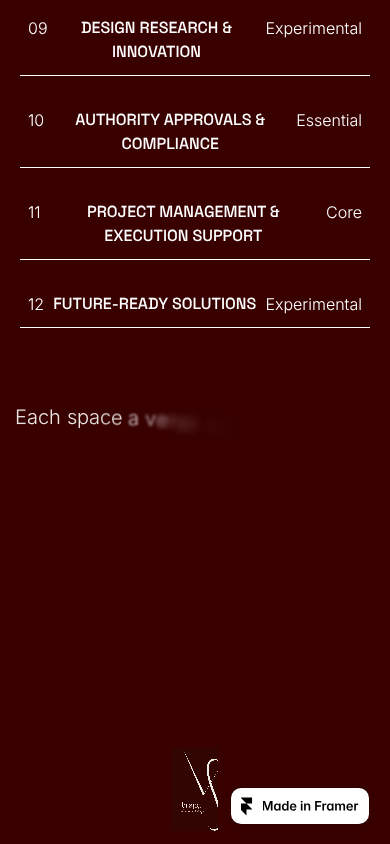 09 DESIGN RESEARCH & Experimental
INNOVATION
10 AUTHORITY APPROVALS & Essential
COMPLIANCE
11 PROJECT MANAGEMENT & Core
EXECUTION SUPPORT
12 FUTURE-READY SOLUTIONS Experimental
Each space a
Made in Framer